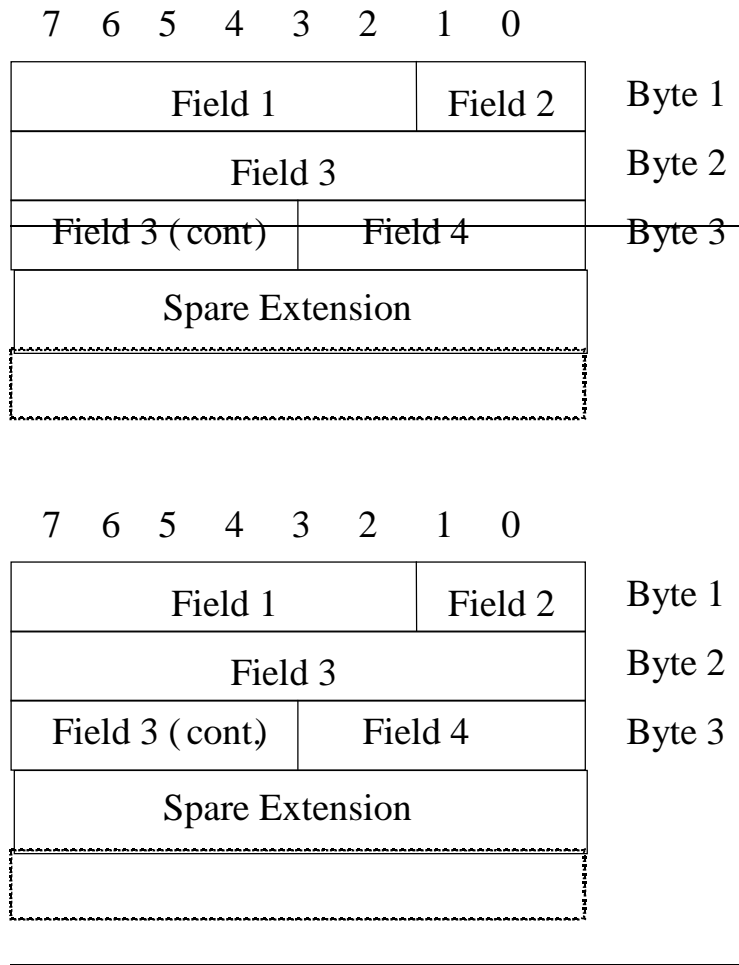 7 6 5 4 3 2 1 0
Field 1 Field 2 Byte 1
Field 3 Byte 2
Field 3 (cont) Field 4 Byte 3
Spare Extension
7 6 5 4 3 2 1 0
Field 1 Field 2 Byte 1
Field 3 Byte 2
Field 3 (cont.) Field 4 Byte 3
Spare Extension